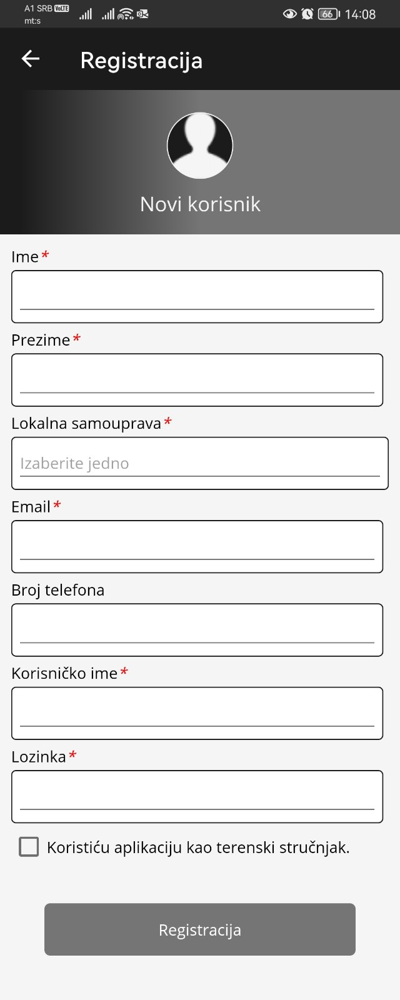 A1 SRB VoLTE
mt:s
66 14:08
Registracija
Novi korisnik
Ime *
Prezime *
Lokalna samouprava *
Izaberite jedno
Email *
Broj telefona
Korisničko ime *
Lozinka *
Koristiću aplikaciju kao terenski stručnjak.
Registracija